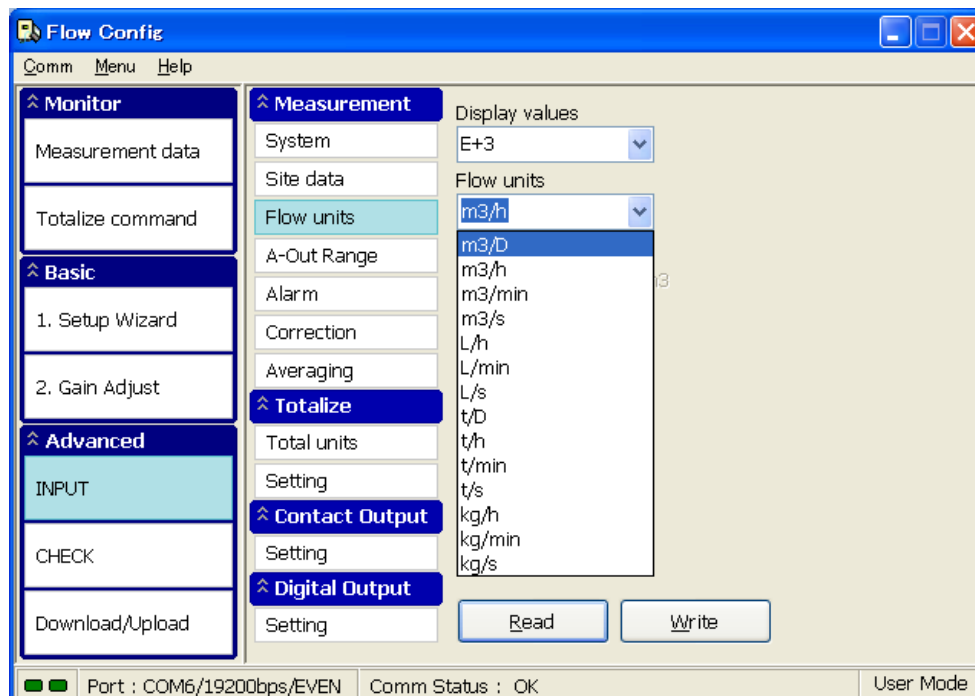 Flow Config
Comm Menu Help
Monitor
Measurement data
Totalize command
Basic
1. Setup Wizard
2. Gain Adjust
Advanced
INPUT
CHECK
Download/Upload
Measurement
System
Site data
Flow units
A-Out Range
Alarm
Correction
Averaging
Totalize
Total units
Setting
Contact Output
Setting
Digital Output
Setting
Display values
E+3
Flow units
m3/h
m3/D
m3/h
m3/min
m3/s
L/h
L/min
L/s
t/D
t/h
t/min
t/s
kg/h
kg/min
kg/s
Read Write
Port : COM6/19200bps/EVEN Comm Status : OK User Mode